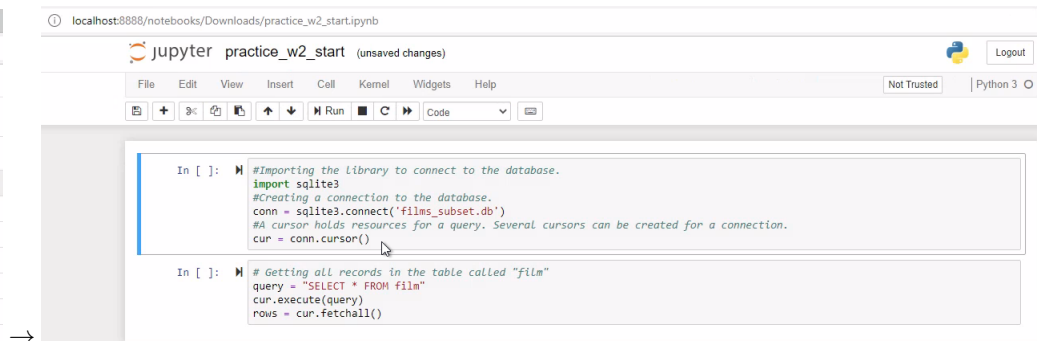 localhost:8888/notebooks/Downloads/practice_w2_start.ipynb
jupyter practice_w2_start (unsaved changes)
Logout
File Edit View Insert Cell Kernel Widgets Help
Not Trusted
Python 3
Run
Code
In [ ]:
#Importing the library to connect to the database.
import sqlite3
#Creating a connection to the database.
conn = sqlite3.connect('films_subset.db')
#A cursor holds resources for a query. Several cursors can be created for a connection.
cur = conn.cursor()
In [ ]:
# Getting all records in the table called "film"
query = "SELECT * FROM film"
cur.execute(query)
rows = cur.fetchall()